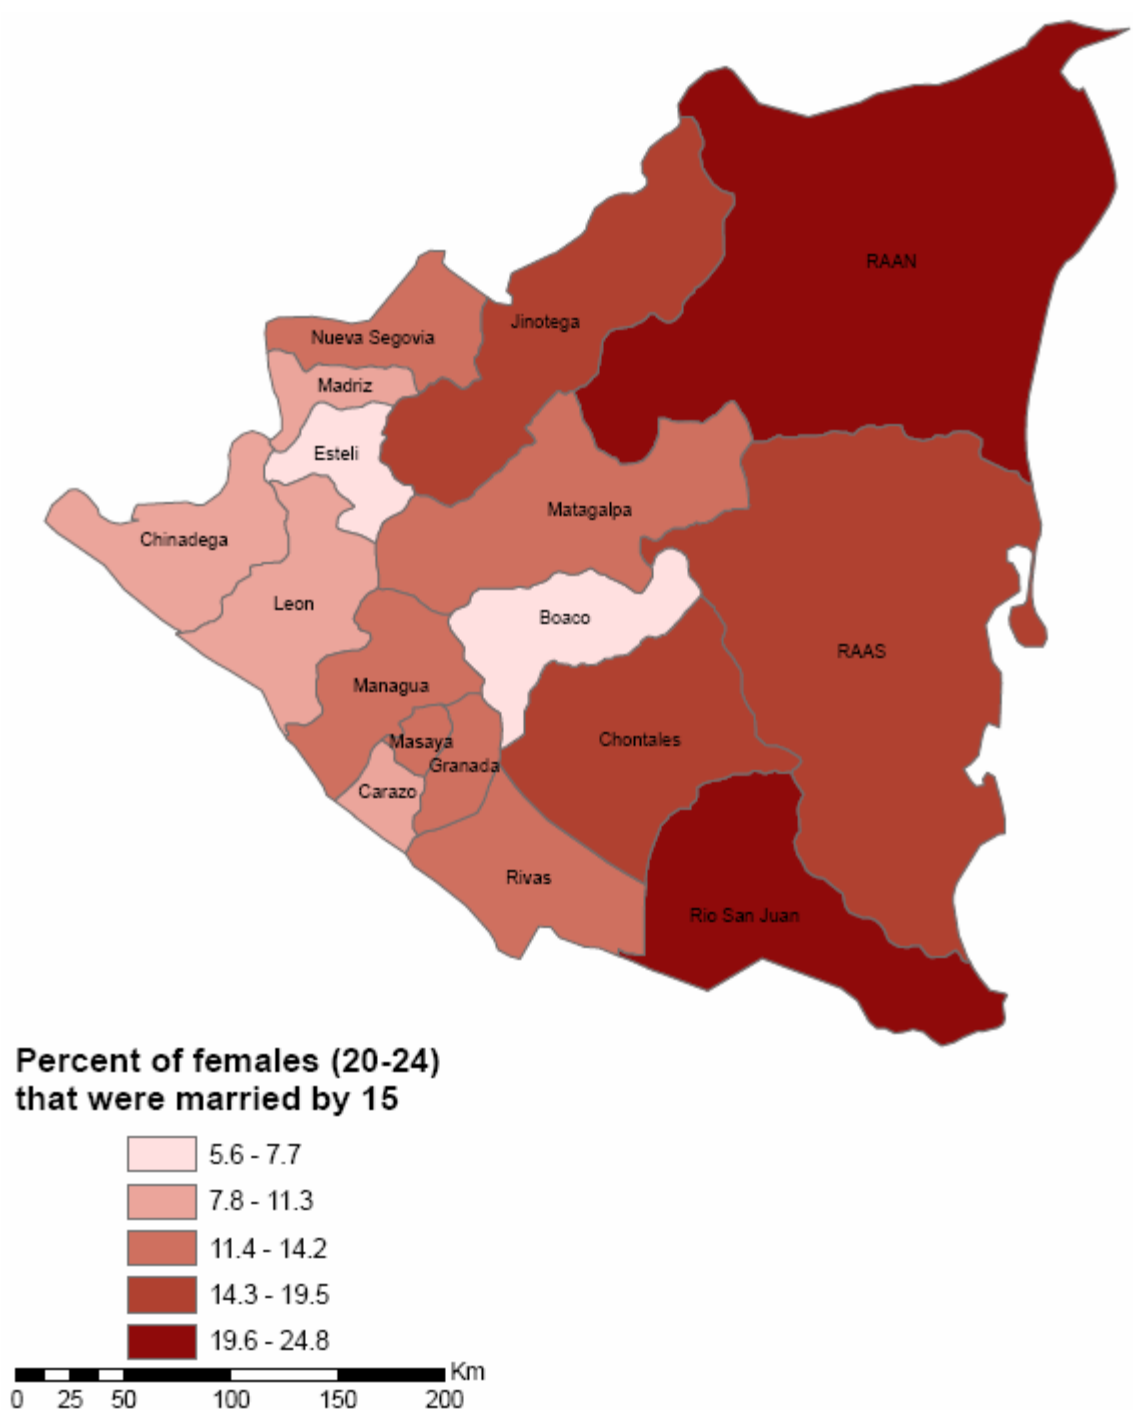 RAAN
Jinotega
Nueva Segovia
Madriz
Esteli
Matagalpa
Chinadega
Leon
Boaco
RAAS
Managua
Chontales
Masaya
Granada
Carazo
Rivas
Rio San Juan
Percent of females (20-24)
that were married by 15
5.6 - 7.7
7.8 - 11.3
11.4 - 14.2
14.3 - 19.5
19.6 - 24.8
Km
0 25 50 100 150 200